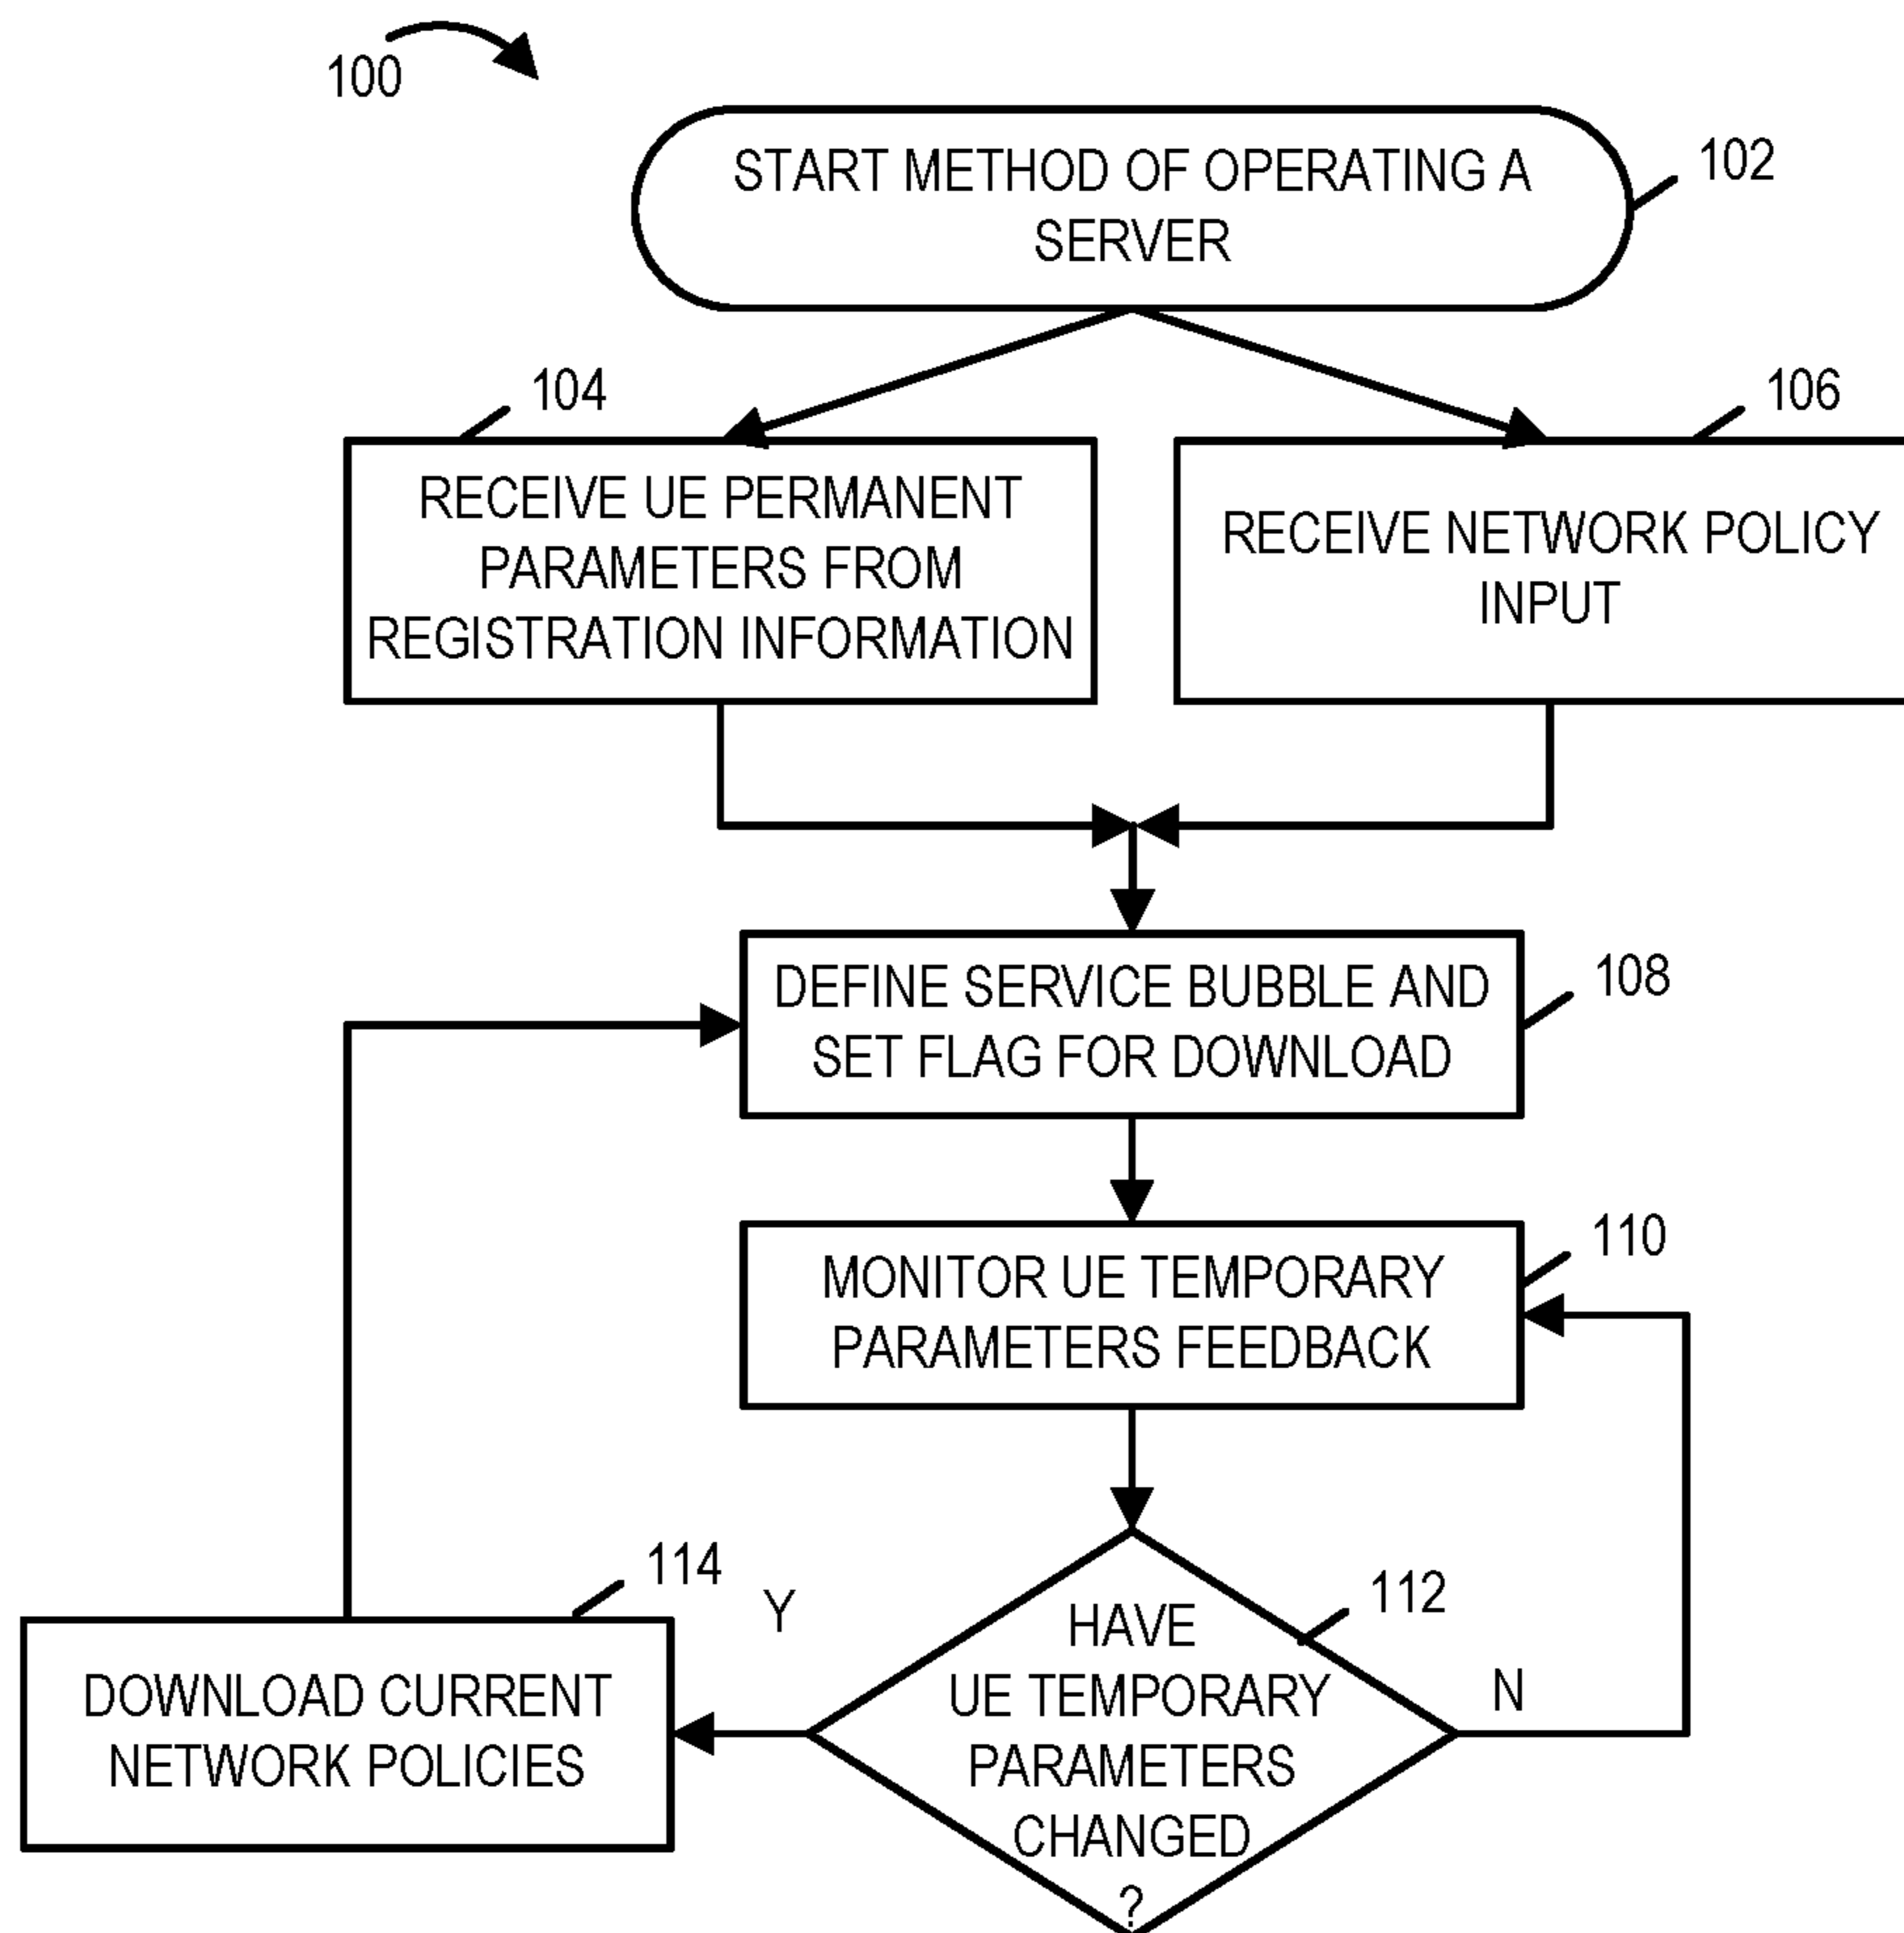 100
START METHOD OF OPERATING A
SERVER
102
104
RECEIVE UE PERMANENT
PARAMETERS FROM
REGISTRATION INFORMATION
106
RECEIVE NETWORK POLICY
INPUT
DEFINE SERVICE BUBBLE AND
SET FLAG FOR DOWNLOAD
108
MONITOR UE TEMPORARY
PARAMETERS FEEDBACK
110
HAVE
UE TEMPORARY
PARAMETERS
CHANGED
?
112
Y
N
114
DOWNLOAD CURRENT
NETWORK POLICIES